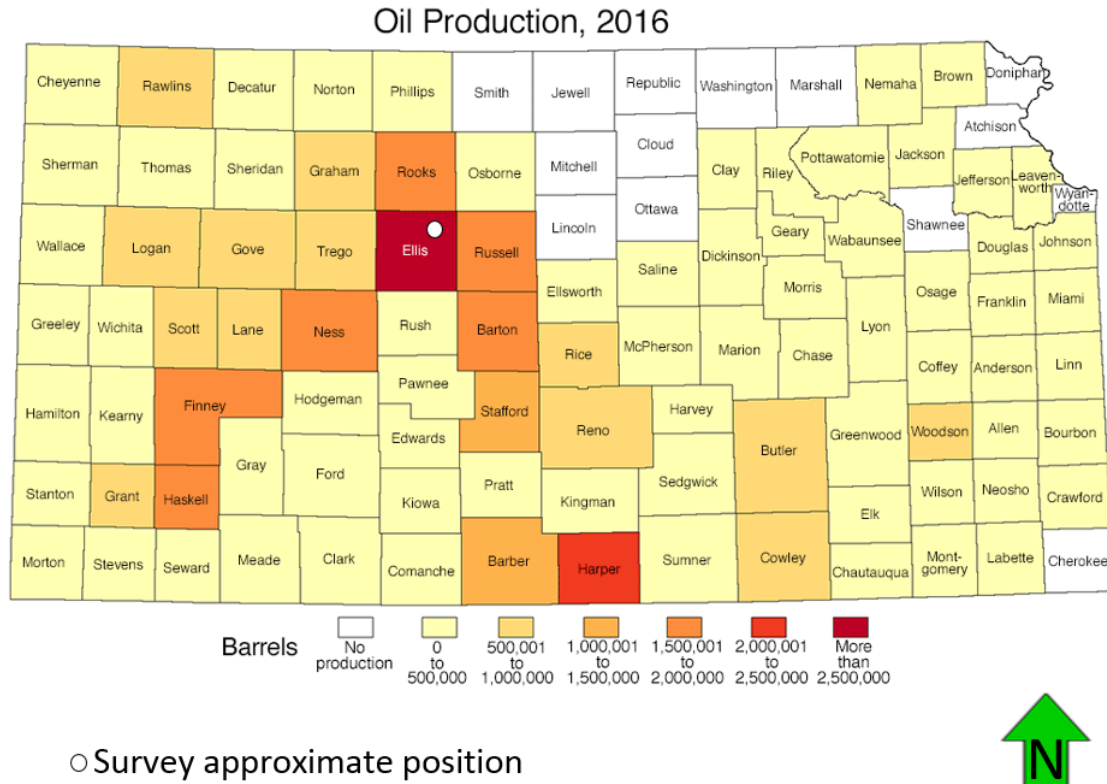 Oil Production, 2016
Cheyenne Rawlins Decatur Norton Phillips Smith Jewell Republic Washington Marshall Nemaha Brown Doniphan
Atchison
Sherman Thomas Sheridan Graham Rooks Osborne Mitchell Cloud Clay Riley Pottawatomie Jackson
Jefferson Leaven-
worth
Wyan-
dotte
Wallace Logan Gove Trego Ellis Russell Lincoln Ottawa
Saline Dickinson Geary Wabaunsee Shawnee Douglas Johnson
Greeley Wichita Scott Lane Ness Rush Barton Ellsworth
Morris Lyon Osage Franklin Miami
Rice McPherson Marion Chase Coffey Anderson Linn
Hamilton Kearny Finney Hodgeman Pawnee Stafford
Edwards Reno Harvey Butler Greenwood Woodson Allen Bourbon
Gray Ford Kiowa Pratt Kingman Sedgwick
Stanton Grant Haskell Elk Wilson Neosho Crawford
Morton Stevens Seward Meade Clark Comanche Barber Harper Sumner Cowley Chautauqua
Mont-
gomery
Labette Cherokee
Barrels
No
production
0
to
500,000
500,001
to
1,000,000
1,000,001
to
1,500,000
1,500,001
to
2,000,000
2,000,001
to
2,500,000
More
than
2,500,000
Survey approximate position
N